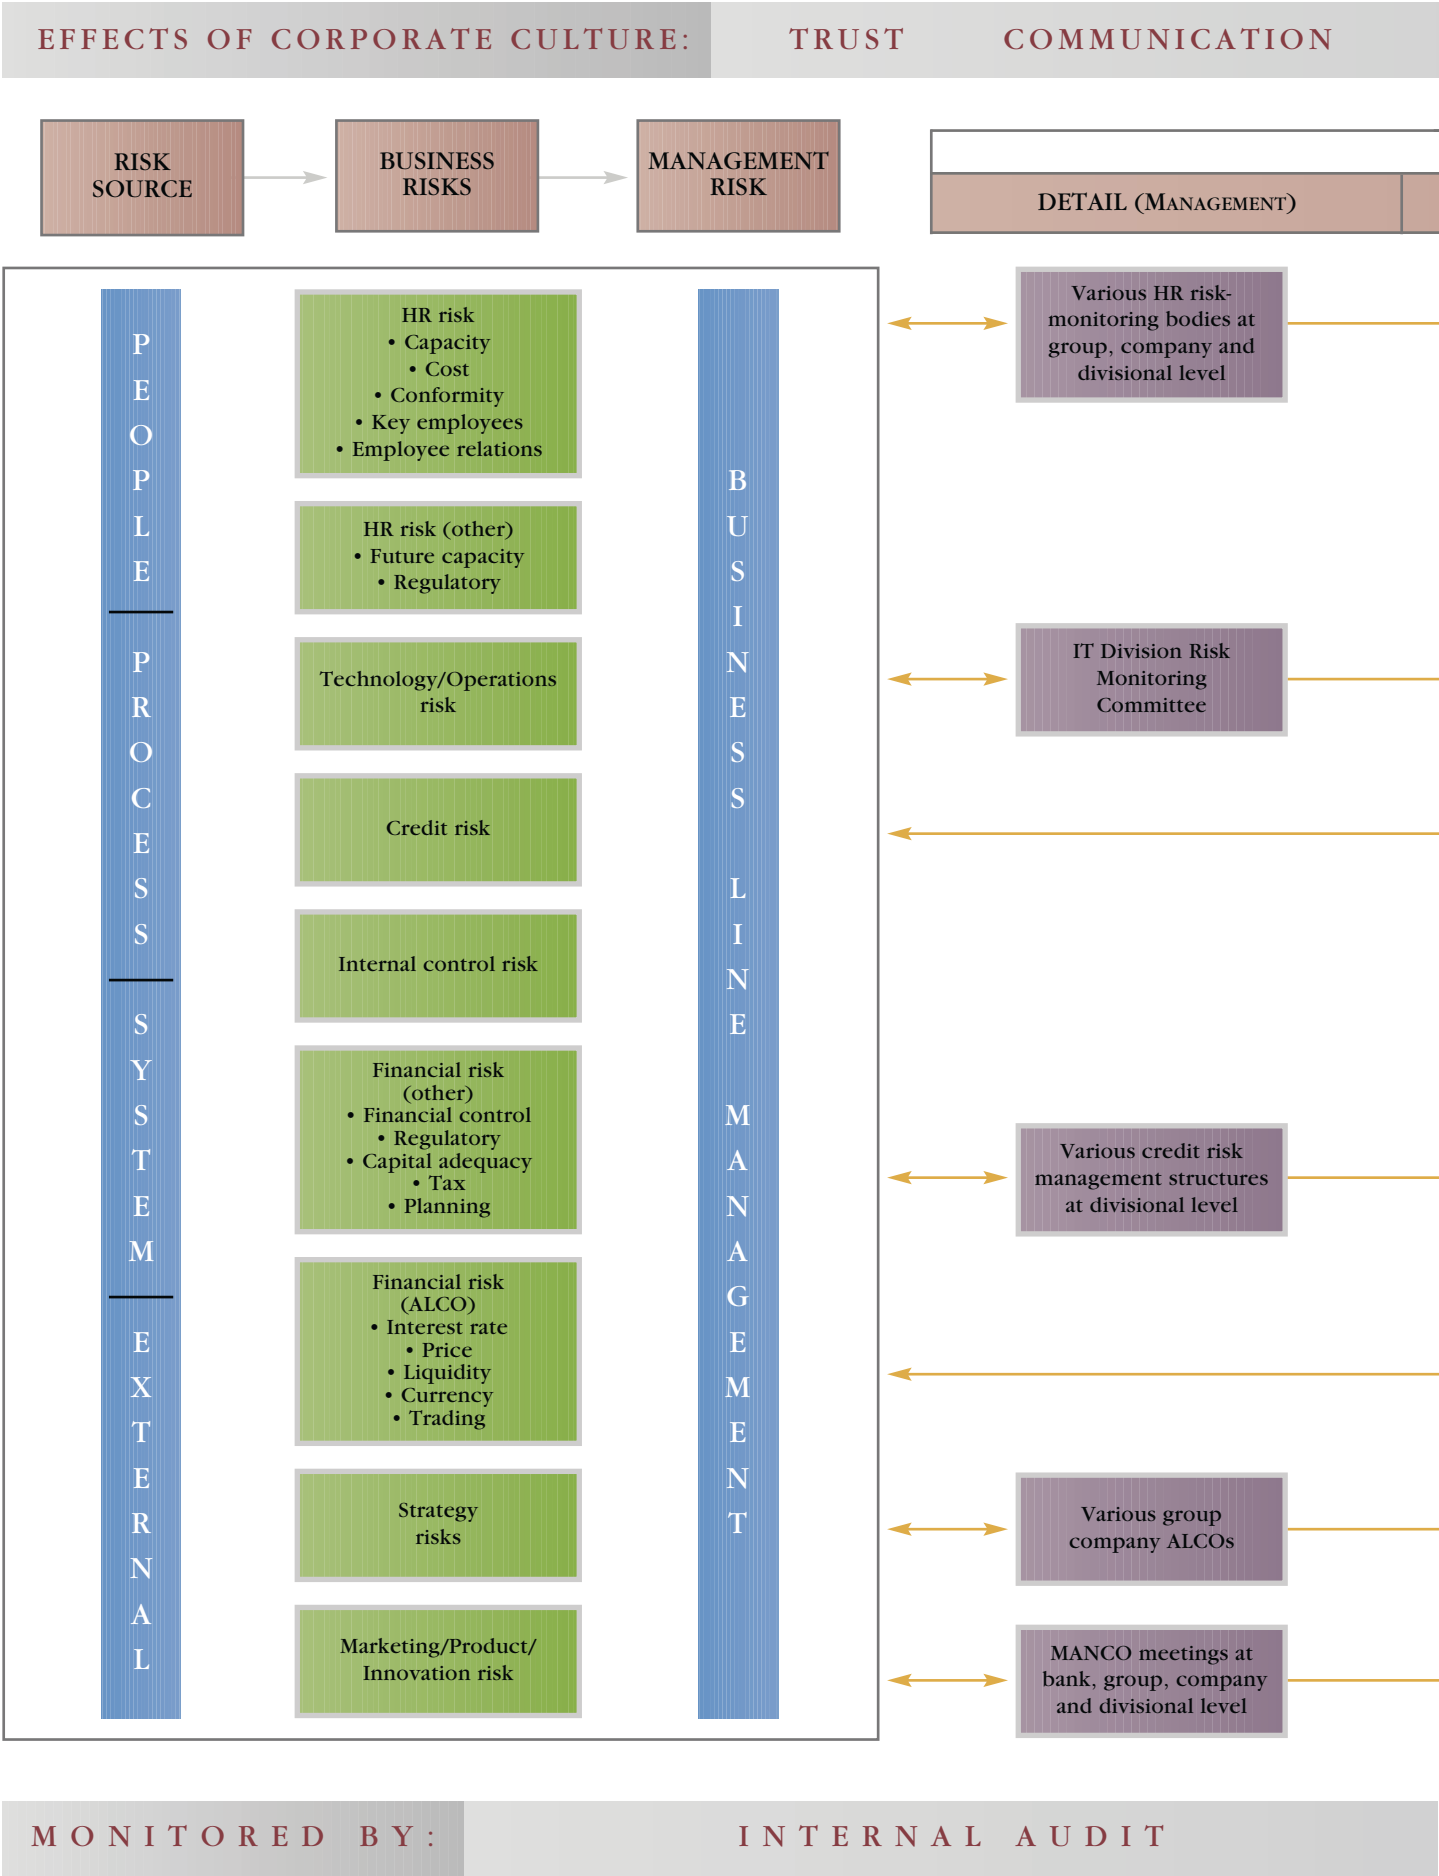 EFFECTS OF CORPORATE CULTURE: TRUST COMMUNICATION
RISK
SOURCE
BUSINESS
RISKS
MANAGEMENT
RISK
DETAIL (MANAGEMENT)
PEOPLE
PROCESS
SYSTEM
EXTERNAL
HR risk
• Capacity
• Cost
• Conformity
• Key employees
• Employee relations
HR risk (other)
• Future capacity
• Regulatory
Technology/Operations
risk
Credit risk
Internal control risk
Financial risk
(other)
• Financial control
• Regulatory
• Capital adequacy
• Tax
• Planning
Financial risk
(ALCO)
• Interest rate
• Price
• Liquidity
• Currency
• Trading
Strategy
risks
Marketing/Product/
Innovation risk
BUSINESS LINE MANAGEMENT
Various HR risk-
monitoring bodies at
group, company and
divisional level
IT Division Risk
Monitoring
Committee
Various credit risk
management structures
at divisional level
Various group
company ALCOs
MANCO meetings at
bank, group, company
and divisional level
MONITORED BY: INTERNAL AUDIT